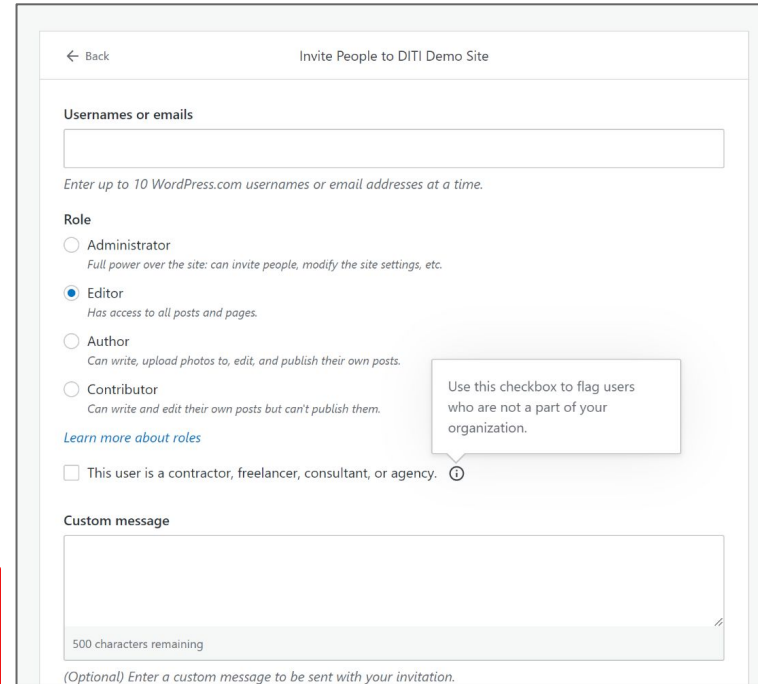 ← Back
Invite People to DITI Demo Site
Usernames or emails
Enter up to 10 WordPress.com usernames or email addresses at a time.
Role
Administrator
Full power over the site: can invite people, modify the site settings, etc.
Editor
Has access to all posts and pages.
Author
Can write, upload photos to, edit, and publish their own posts.
Contributor
Can write and edit their own posts but can't publish them.
Learn more about roles
Use this checkbox to flag users
who are not a part of your
organization.
This user is a contractor, freelancer, consultant, or agency.
Custom message
500 characters remaining
(Optional) Enter a custom message to be sent with your invitation.